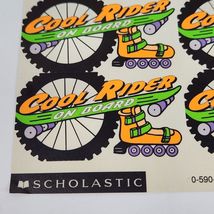 COOL RIDER
ON BOARD
COOL RIDER
ON BOARD
SCHOLASTIC
0-590-